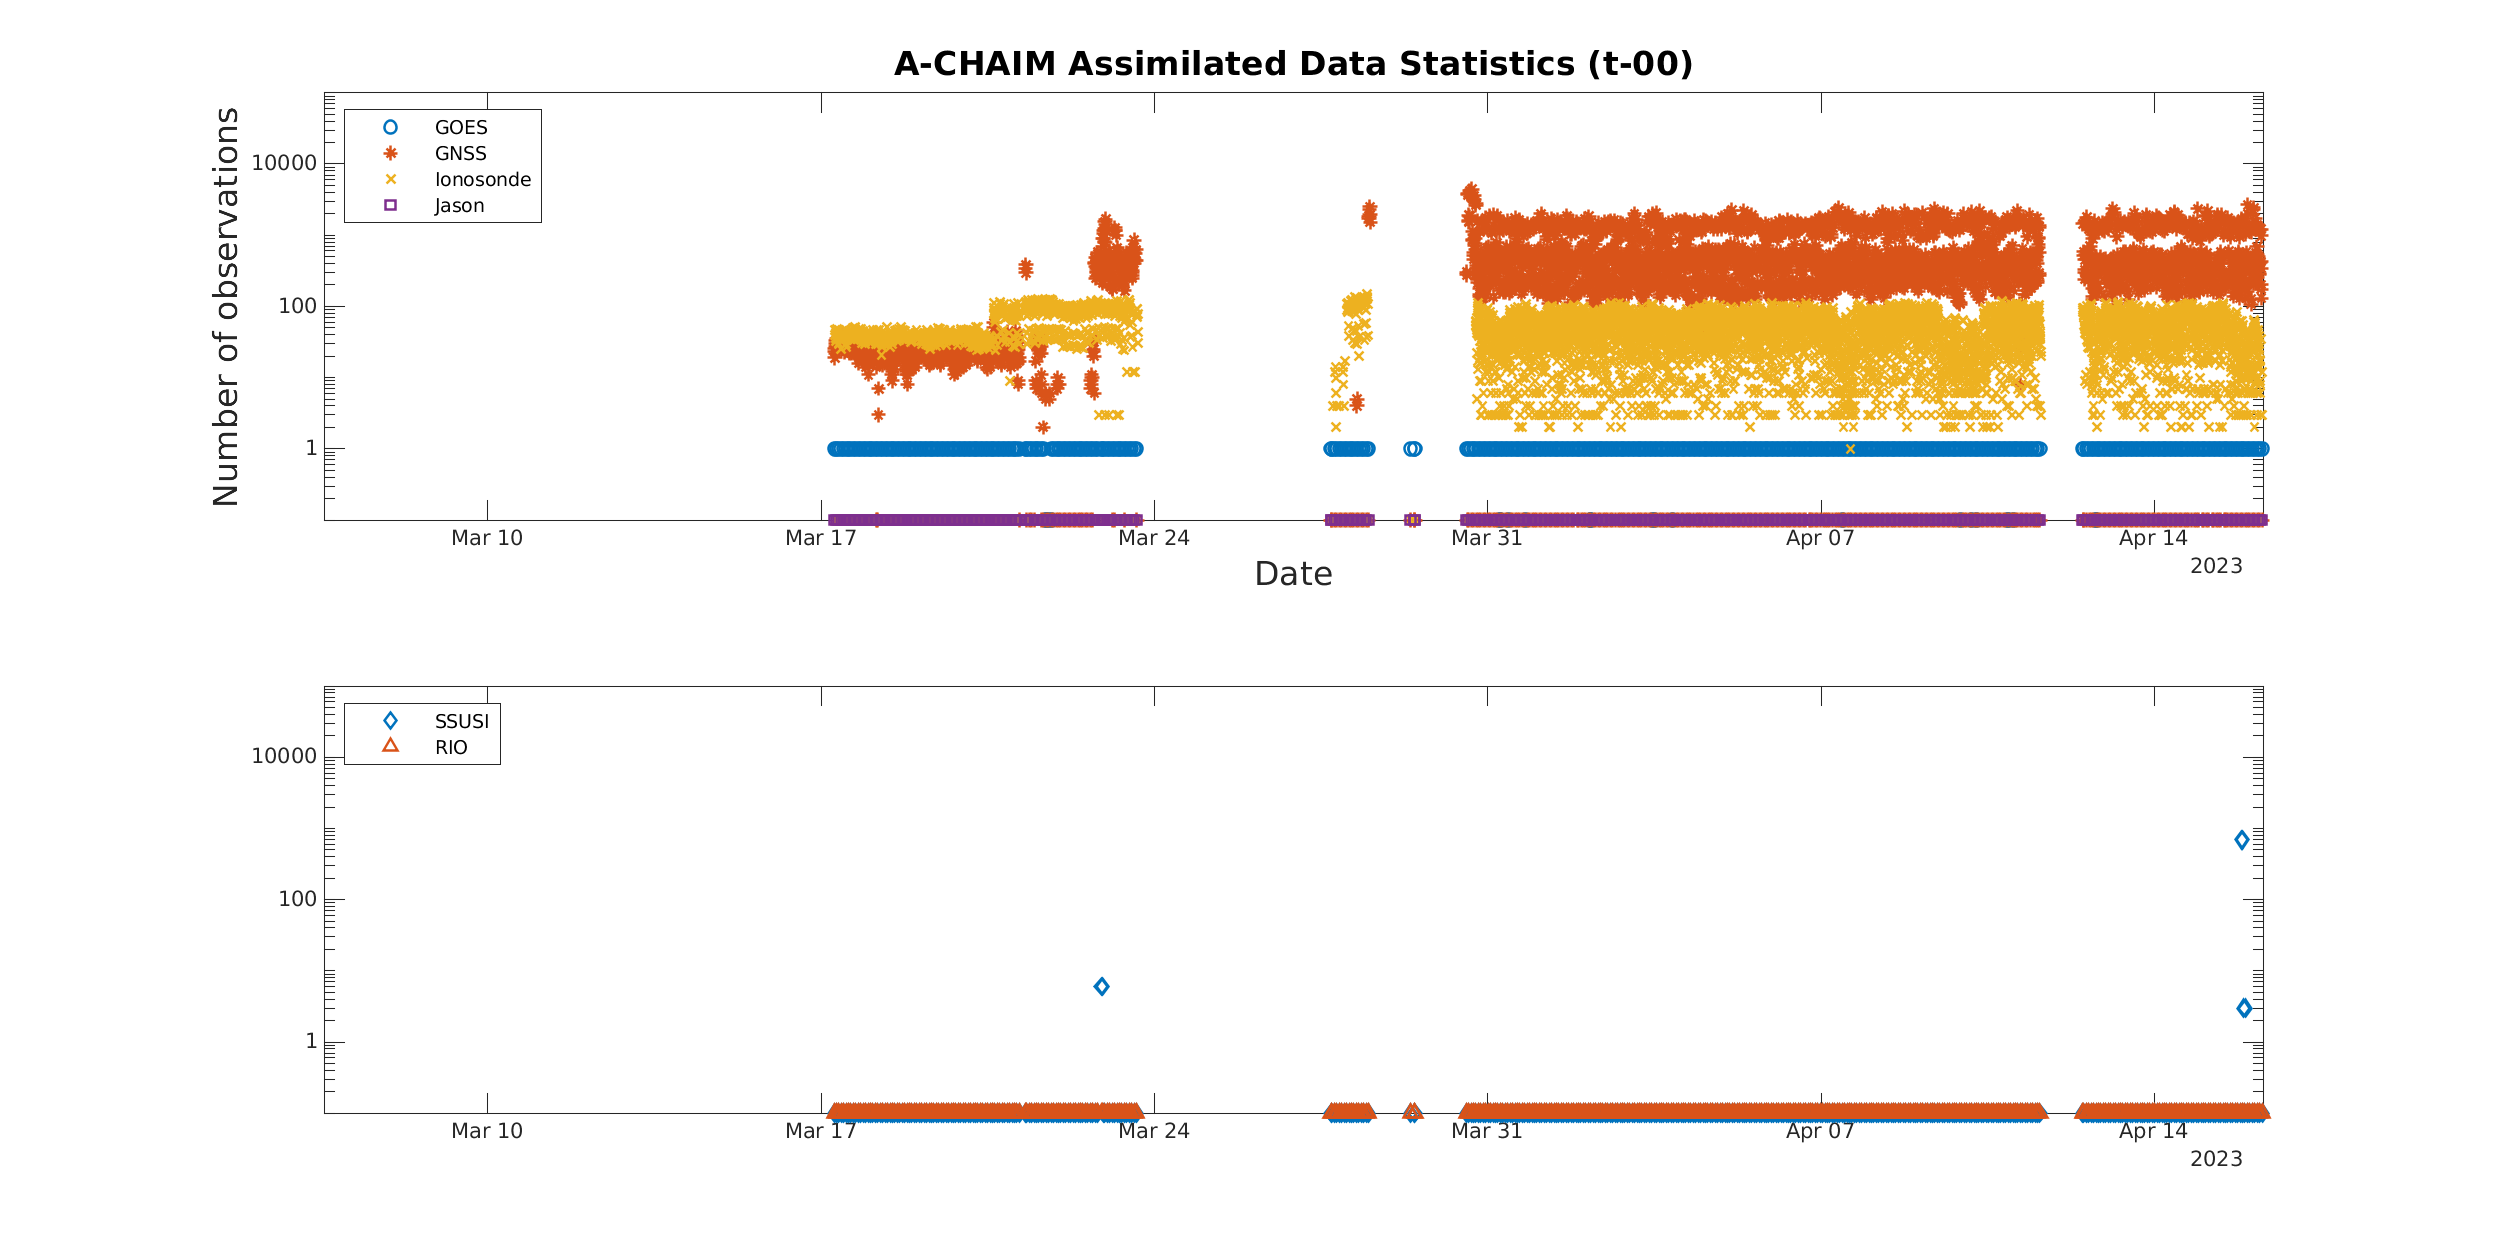 A-CHAIM Assimilated Data Statistics (t-00)
Number of observations
GOES
GNSS
Ionosonde
Jason
10000
100
1
Mar 10 Mar 17 Mar 24 Mar 31 Apr 07 Apr 14
2023
Date
SSUSI
RIO
10000
100
1
Mar 10 Mar 17 Mar 24 Mar 31 Apr 07 Apr 14
2023